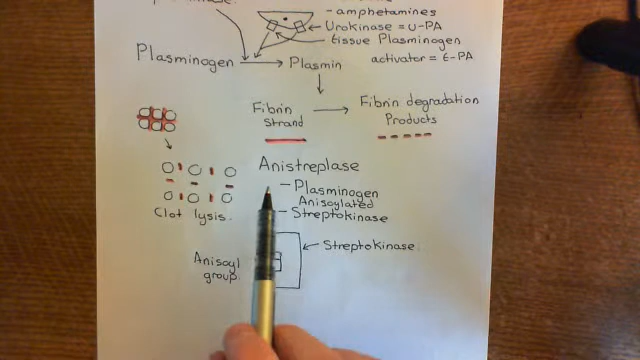 - amphetamines
Urokinase = u-PA
tissue Plasminogen
activator = t-PA
Plasminogen
Plasmin
Fibrin
Strand
Fibrin degradation
Products
Clot lysis.
Anistreplase
- Plasminogen
Anisoylated
- Streptokinase
Streptokinase.
Anisoyl
group.